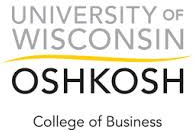 UNIVERSITY OF
WISCONSIN
OSHKOSH
College of Business